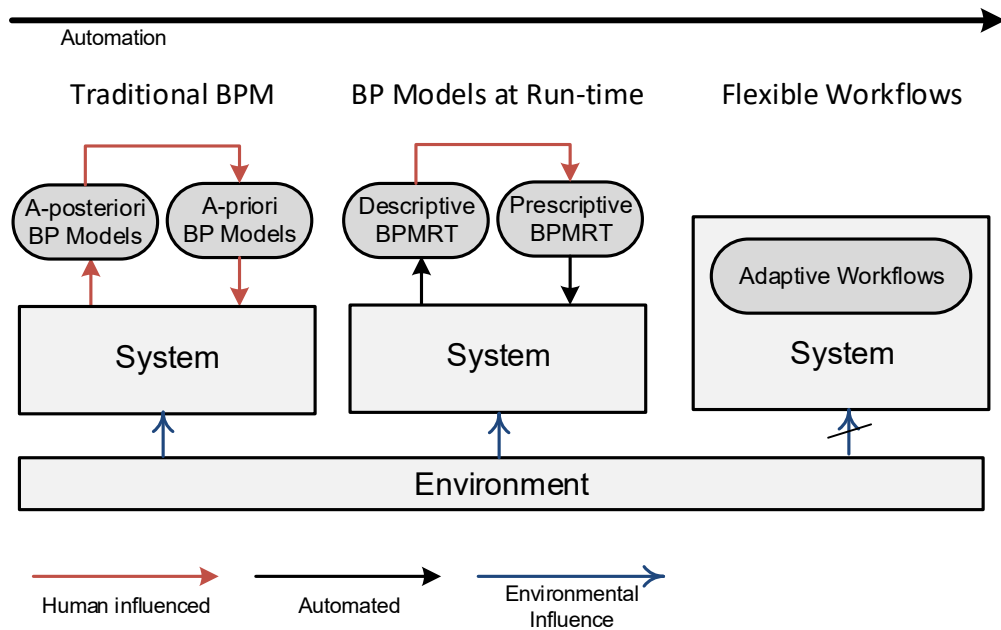 Automation
Traditional BPM
BP Models at Run-time
Flexible Workflows
A-posteriori
BP Models
A-priori
BP Models
Descriptive
BPMRT
Prescriptive
BPMRT
Adaptive Workflows
System
System
System
Environment
Human influenced
Automated
Environmental
Influence